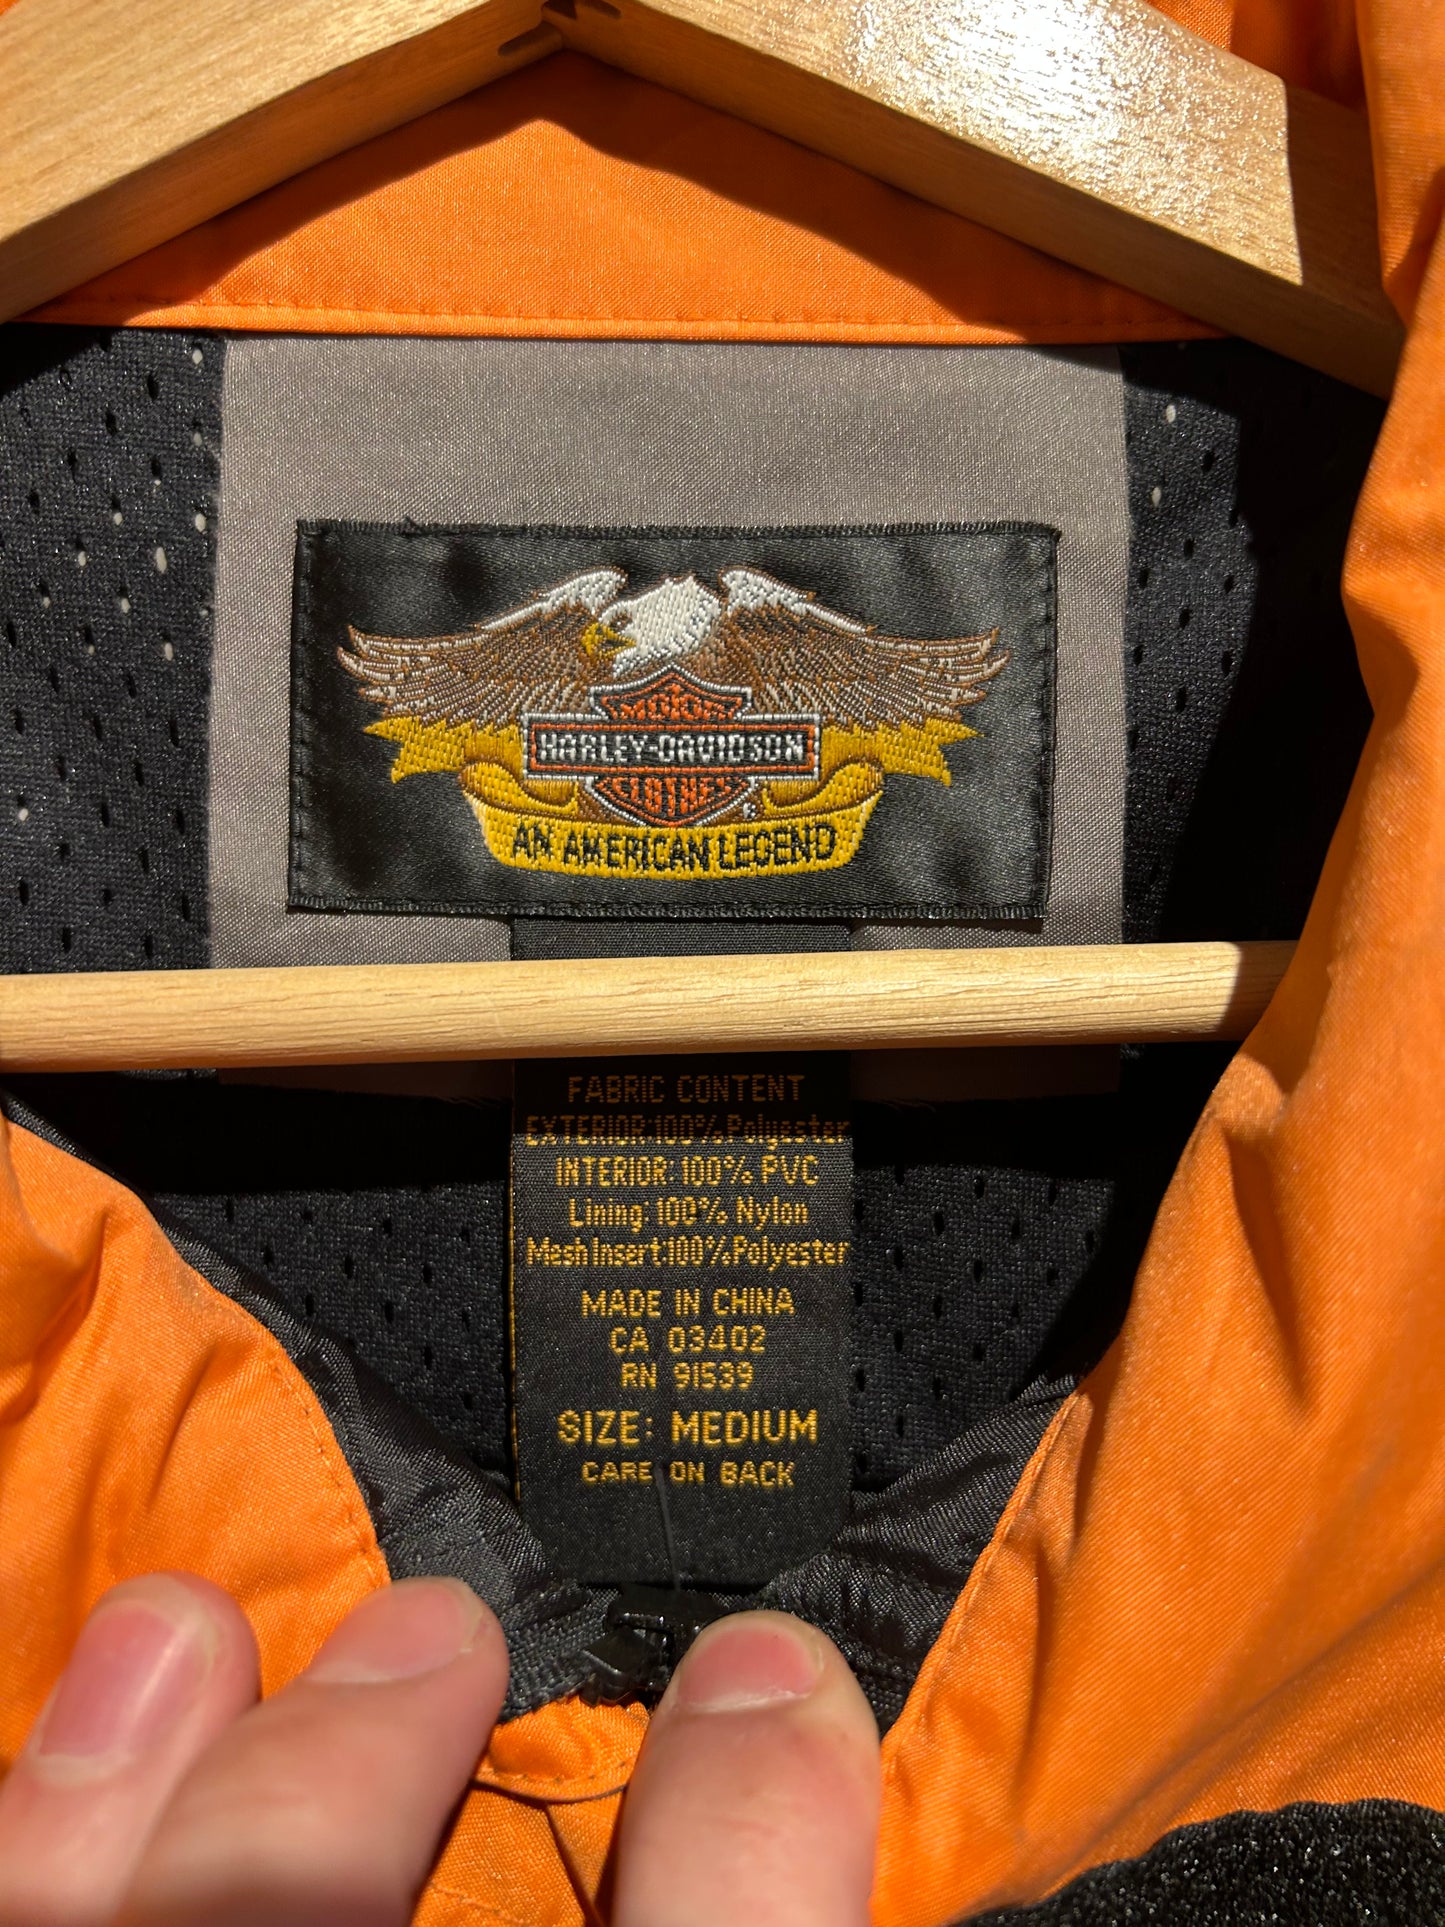 MOTOR
HARLEY-DAVIDSON
CLOTHES
®
AN AMERICAN LEGEND
FABRIC CONTENT
EXTERIOR:100% Polyester
INTERIOR: 100% PVC
Lining: 100% Nylon
Mesh Insert:100% Polyester
MADE IN CHINA
CA 03402
RN 91539
SIZE: MEDIUM
CARE ON BACK